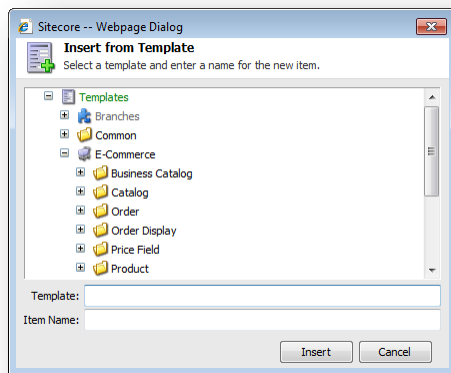 Sitecore -- Webpage Dialog
Insert from Template
Select a template and enter a name for the new item.
Templates
Branches
Common
E-Commerce
Business Catalog
Catalog
Order
Order Display
Price Field
Product
Template:
Item Name:
Insert
Cancel